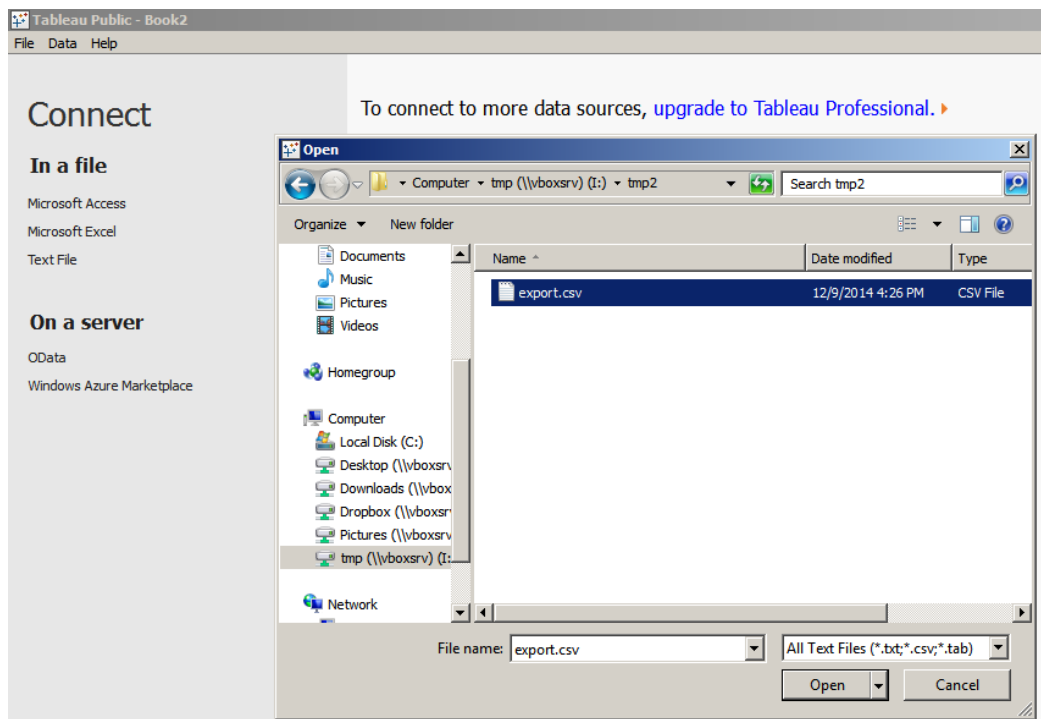 Tableau Public - Book2
File Data Help
Connect
To connect to more data sources, upgrade to Tableau Professional.
In a file
Microsoft Access
Microsoft Excel
Text File
On a server
OData
Windows Azure Marketplace
Open
Computer tmp (\\vboxsrv) (I:) tmp2
Search tmp2
Organize New folder
Documents
Music
Pictures
Videos
Homegroup
Computer
Local Disk (C:)
Desktop (\\vboxsrv
Downloads (\\vbox
Dropbox (\\vboxsr
Pictures (\\vboxsrv
tmp (\\vboxsrv) (I:
Network
Name Date modified Type
export.csv 12/9/2014 4:26 PM CSV File
File name: export.csv All Text Files (*.txt;*.csv;*.tab)
Open Cancel